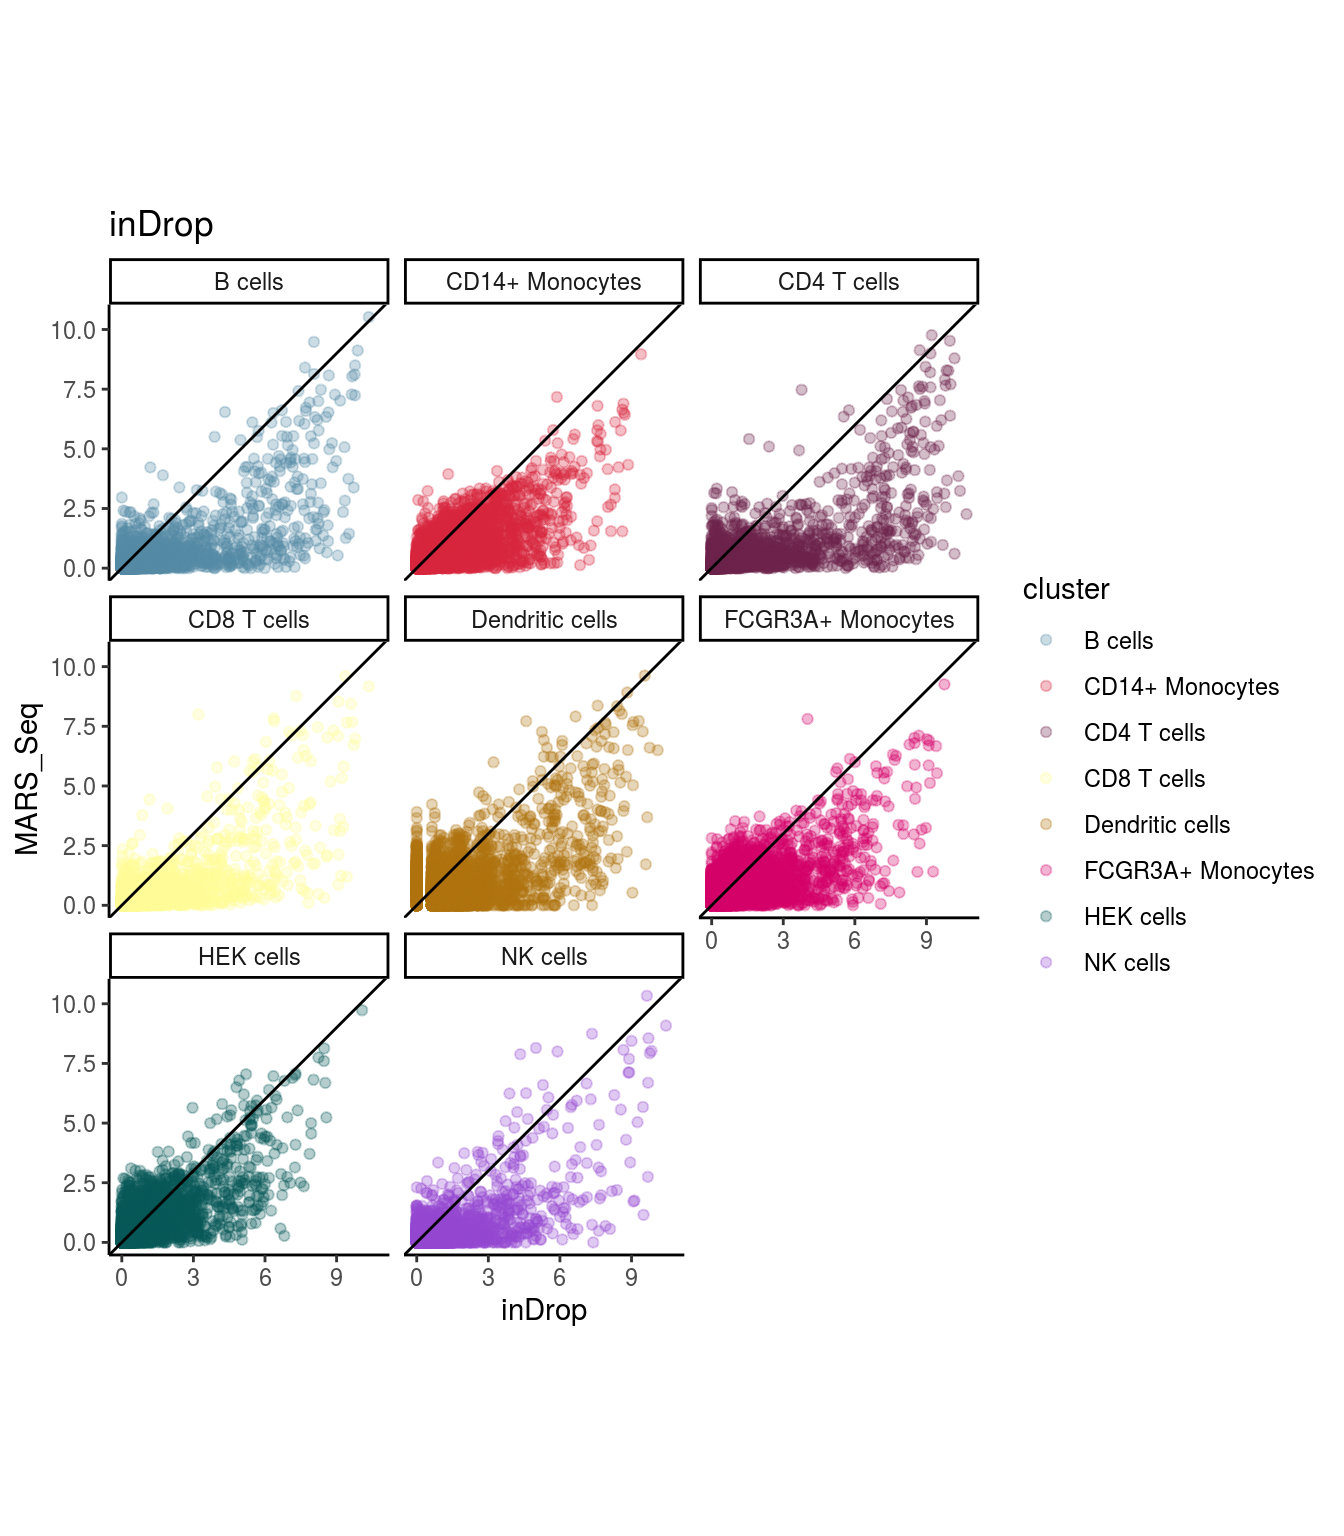 inDrop
B cells
CD14+ Monocytes
CD4 T cells
10.0
7.5
5.0
2.5
0.0
CD8 T cells
Dendritic cells
FCGR3A+ Monocytes
10.0
7.5
5.0
2.5
0.0
0 3 6 9
HEK cells
NK cells
10.0
7.5
5.0
2.5
0.0
0 3 6 9
0 3 6 9
inDrop
MARS_Seq
cluster
B cells
CD14+ Monocytes
CD4 T cells
CD8 T cells
Dendritic cells
FCGR3A+ Monocytes
HEK cells
NK cells